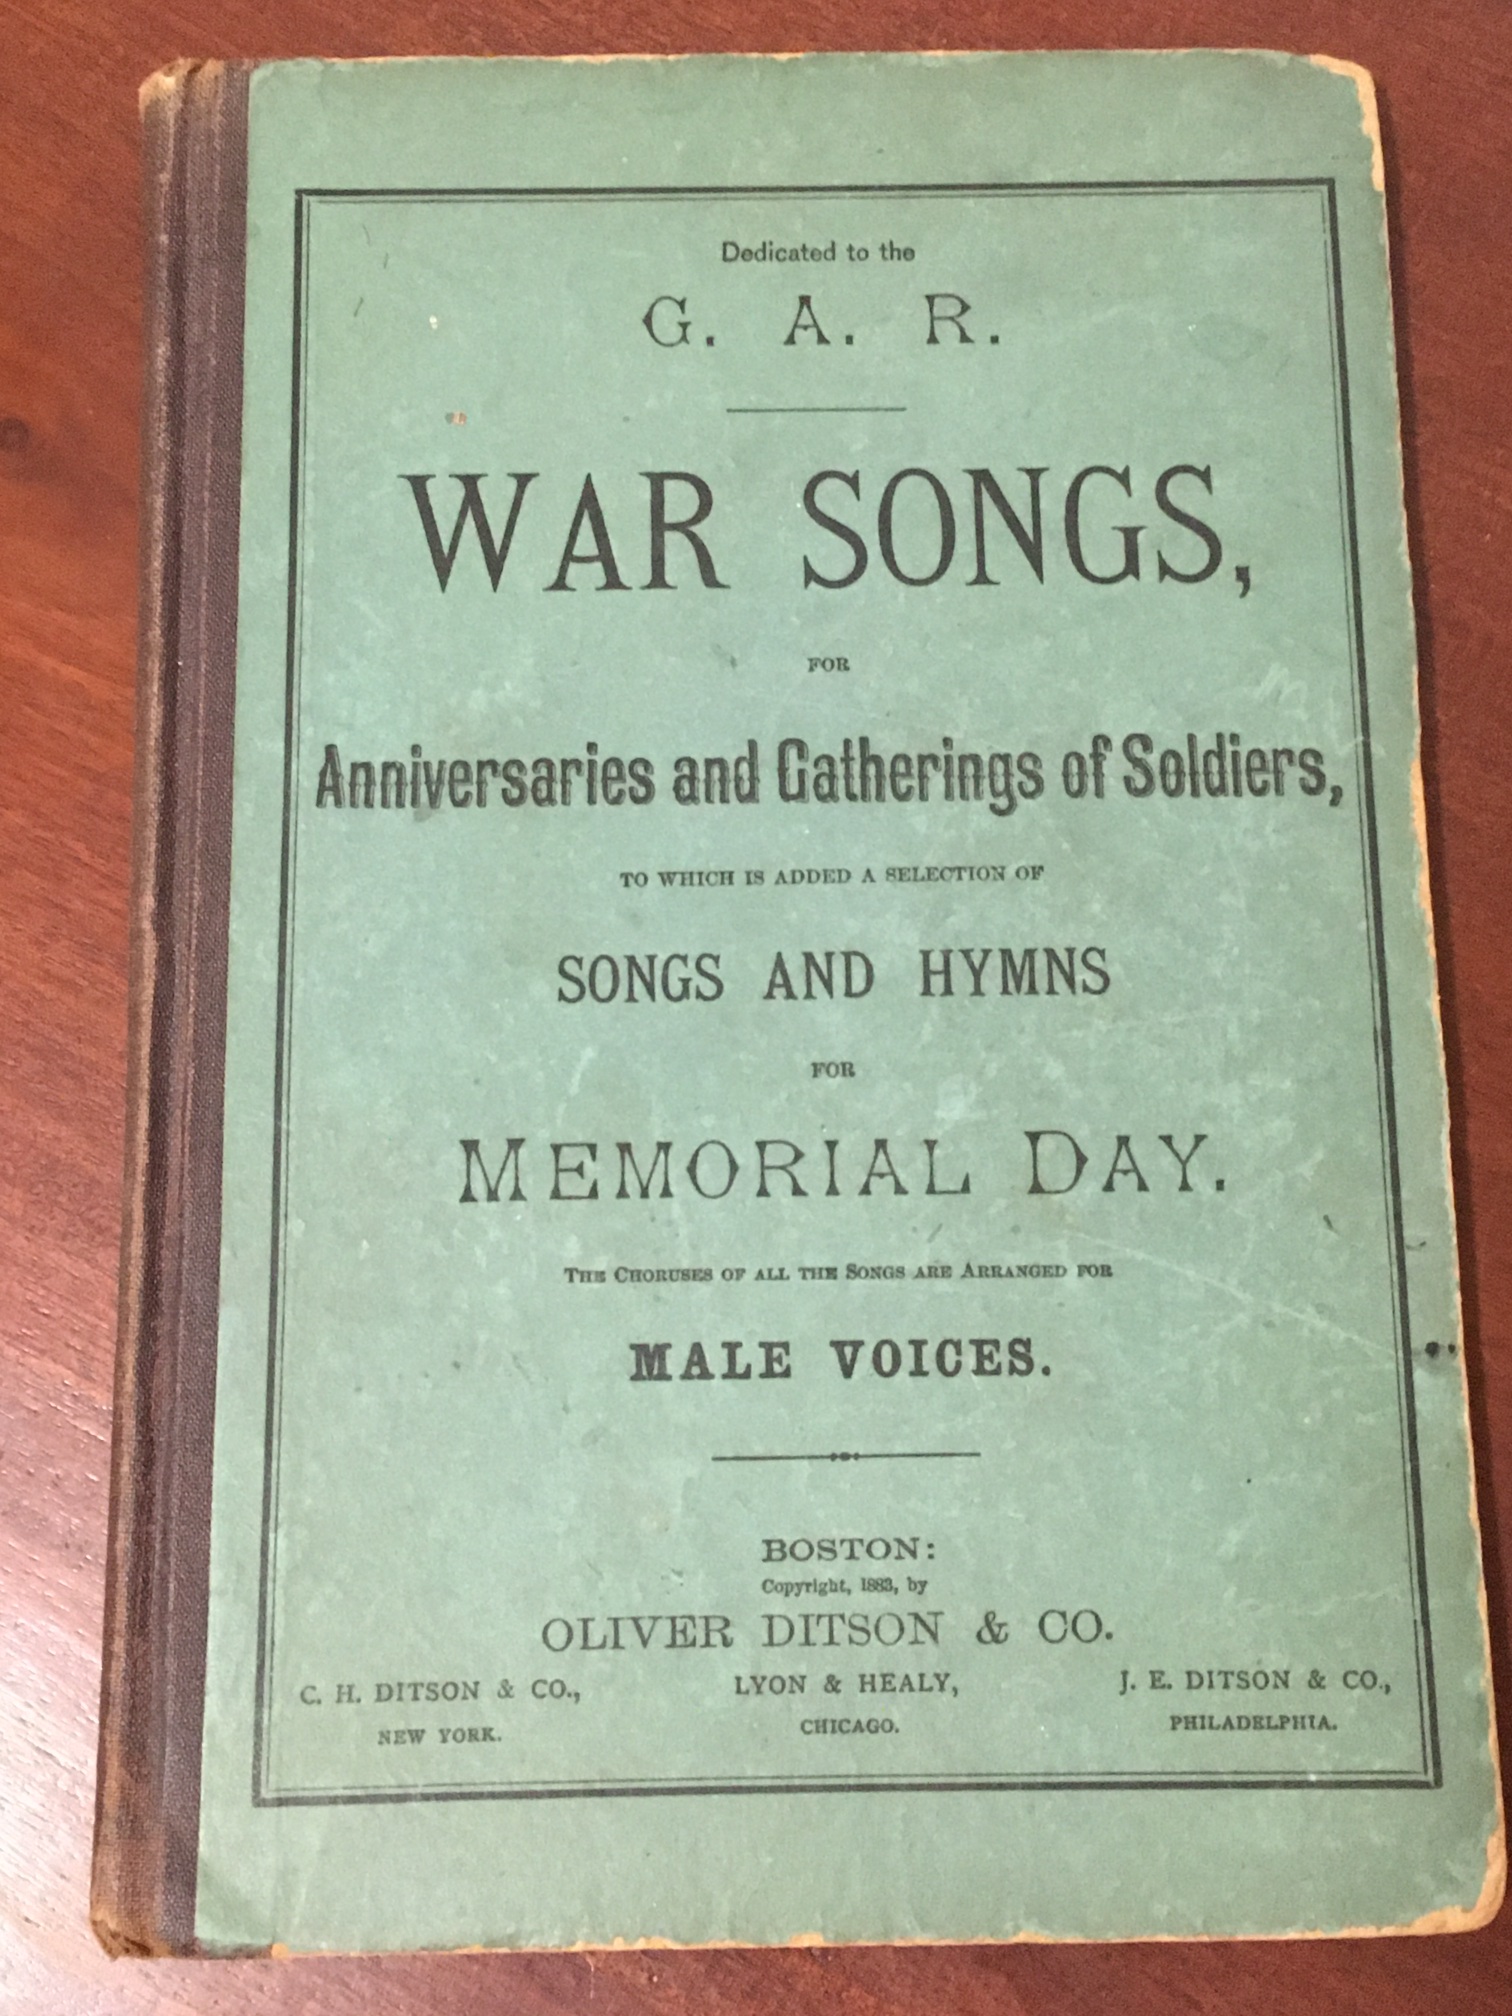 Dedicated to the
G. A. R.
WAR SONGS,
FOR
Anniversaries and Gatherings of Soldiers,
TO WHICH IS ADDED A SELECTION OF
SONGS AND HYMNS
FOR
MEMORIAL DAY.
THE CHORUSES OF ALL THE SONGS ARE ARRANGED FOR
MALE VOICES.
BOSTON:
Copyright, 1883, by
OLIVER DITSON & CO.
C. H. DITSON & CO., LYON & HEALY, J. E. DITSON & CO.,
NEW YORK. CHICAGO. PHILADELPHIA.